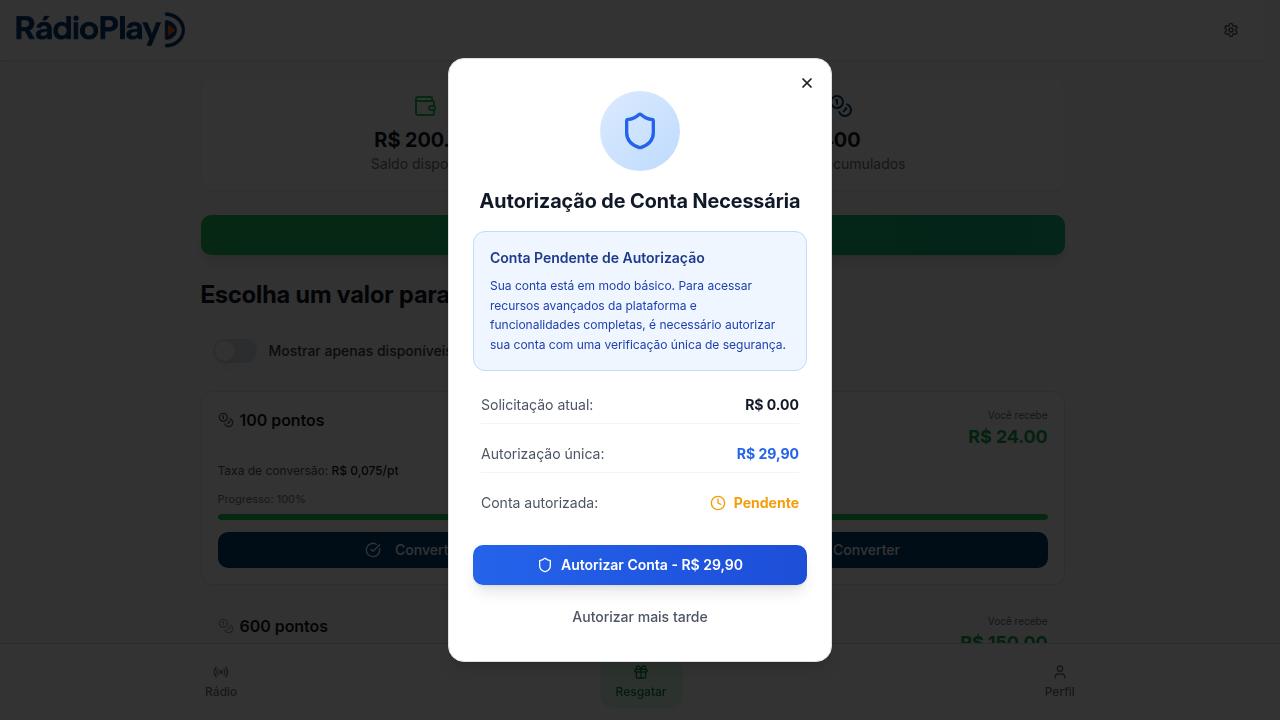 RádioPlay
R$ 200.
Saldo dispo
00
cumulados
Escolha um valor para
Mostrar apenas disponíveis
100 pontos
Você recebe
R$ 24.00
Taxa de conversão: R$ 0,075/pt
Progresso: 100%
Convert
Converter
600 pontos
Você recebe
R$ 150.00
Autorização de Conta Necessária
Conta Pendente de Autorização
Sua conta está em modo básico. Para acessar
recursos avançados da plataforma e
funcionalidades completas, é necessário autorizar
sua conta com uma verificação única de segurança.
Solicitação atual: R$ 0.00
Autorização única: R$ 29,90
Conta autorizada: Pendente
Autorizar Conta - R$ 29,90
Autorizar mais tarde
Rádio
Resgatar
Perfil